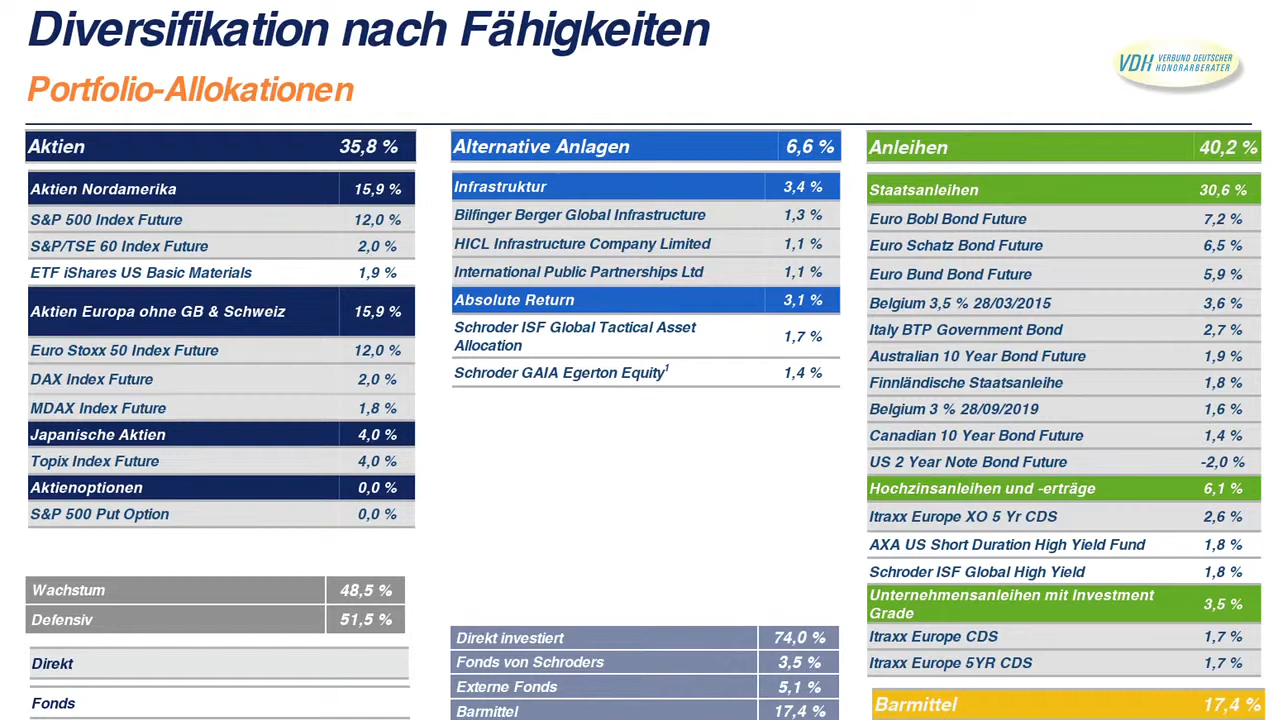 Diversifikation nach Fähigkeiten
Portfolio-Allokationen
VDH VERBUND DEUTSCHER
HONORARBERATER
Aktien 35,8 %
Aktien Nordamerika 15,9 %
S&P 500 Index Future 12,0 %
S&P/TSE 60 Index Future 2,0 %
ETF iShares US Basic Materials 1,9 %
Aktien Europa ohne GB & Schweiz 15,9 %
Euro Stoxx 50 Index Future 12,0 %
DAX Index Future 2,0 %
MDAX Index Future 1,8 %
Japanische Aktien 4,0 %
Topix Index Future 4,0 %
Aktienoptionen 0,0 %
S&P 500 Put Option 0,0 %
Wachstum 48,5 %
Defensiv 51,5 %
Direkt
Fonds
Alternative Anlagen 6,6 %
Infrastruktur 3,4 %
Bilfinger Berger Global Infrastructure 1,3 %
HICL Infrastructure Company Limited 1,1 %
International Public Partnerships Ltd 1,1 %
Absolute Return 3,1 %
Schroder ISF Global Tactical Asset
Allocation 1,7 %
Schroder GAIA Egerton Equity¹ 1,4 %
Direkt investiert 74,0 %
Fonds von Schroders 3,5 %
Externe Fonds 5,1 %
Barmittel 17,4 %
Anleihen 40,2 %
Staatsanleihen 30,6 %
Euro Bobl Bond Future 7,2 %
Euro Schatz Bond Future 6,5 %
Euro Bund Bond Future 5,9 %
Belgium 3,5 % 28/03/2015 3,6 %
Italy BTP Government Bond 2,7 %
Australian 10 Year Bond Future 1,9 %
Finnländische Staatsanleihe 1,8 %
Belgium 3 % 28/09/2019 1,6 %
Canadian 10 Year Bond Future 1,4 %
US 2 Year Note Bond Future -2,0 %
Hochzinsanleihen und -erträge 6,1 %
Itraxx Europe XO 5 Yr CDS 2,6 %
AXA US Short Duration High Yield Fund 1,8 %
Schroder ISF Global High Yield 1,8 %
Unternehmensanleihen mit Investment
Grade 3,5 %
Itraxx Europe CDS 1,7 %
Itraxx Europe 5YR CDS 1,7 %
Barmittel 17,4 %